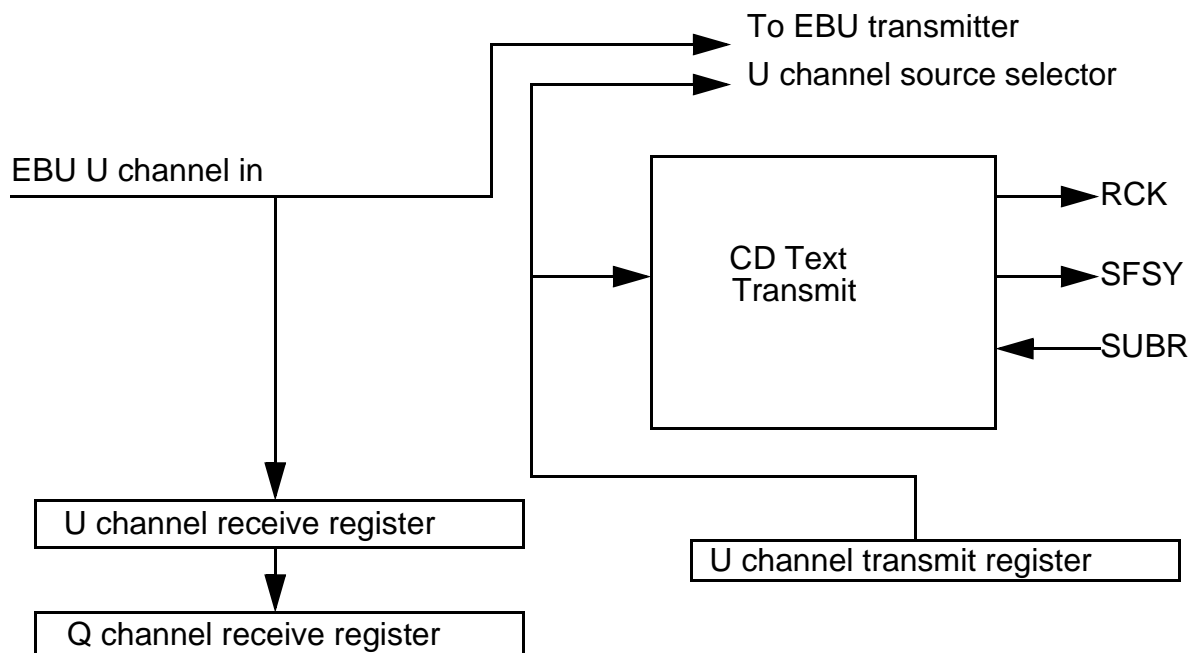 To EBU transmitter
U channel source selector
EBU U channel in
RCK
CD Text
Transmit
SFSY
SUBR
U channel receive register
U channel transmit register
Q channel receive register